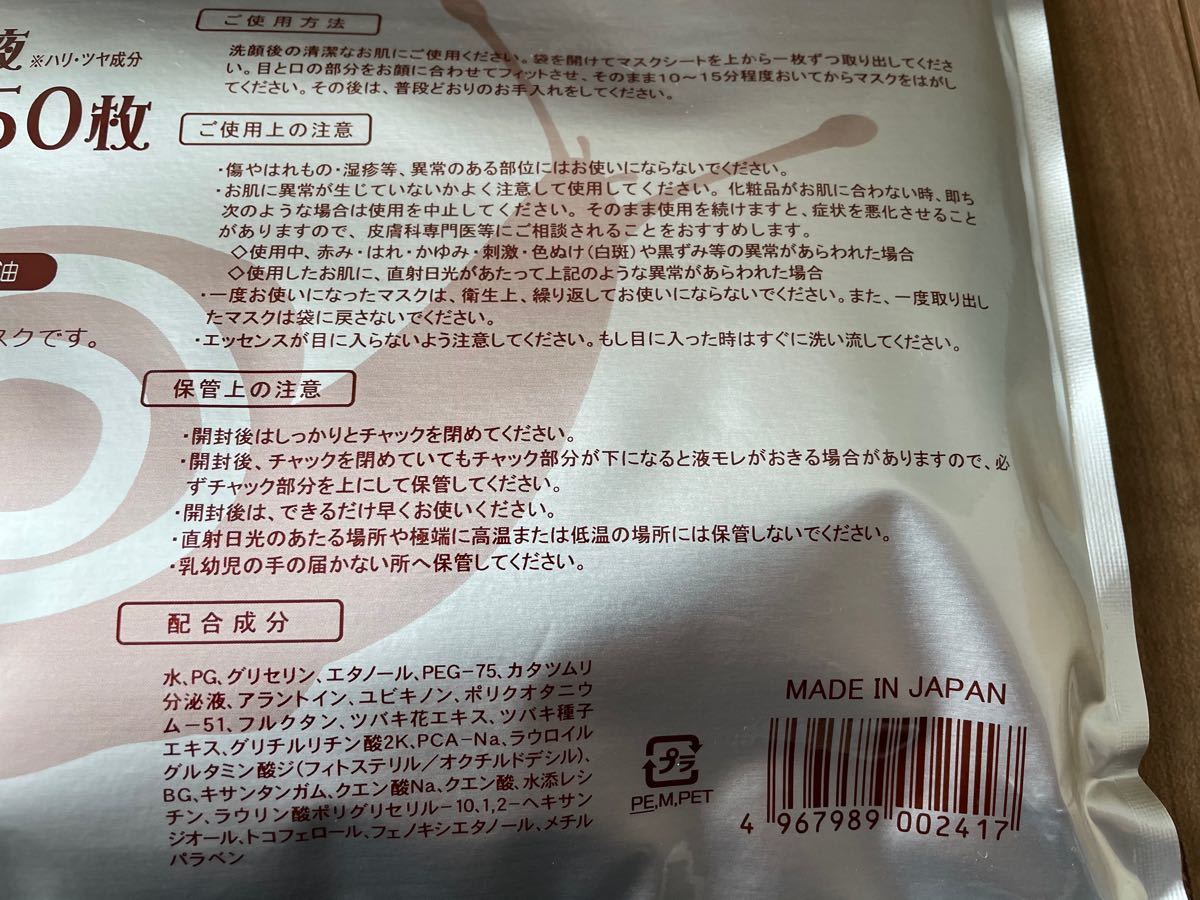 液 ※ハリ・ツヤ成分
50枚
油
スクです。
ご使用方法
洗顔後の清潔なお肌にご使用ください。袋を開けてマスクシートを上から一枚ずつ取り出してくださ
い。目と口の部分をお顔に合わせてフィットさせ、そのまま10～15分程度おいてからマスクをはがし
てください。その後は、普段どおりのお手入れをしてください。
ご使用上の注意
・傷やはれもの・湿疹等、異常のある部位にはお使いにならないでください。
・お肌に異常が生じていないかよく注意して使用してください。化粧品がお肌に合わない時、即ち
次のような場合は使用を中止してください。そのまま使用を続けますと、症状を悪化させること
がありますので、皮膚科専門医等にご相談されることをおすすめします。
◇使用中、赤み・はれ・かゆみ・刺激・色ぬけ(白斑)や黒ずみ等の異常があらわれた場合
◇使用したお肌に、直射日光があたって上記のような異常があらわれた場合
・一度お使いになったマスクは、衛生上、繰り返してお使いにならないでください。また、一度取り出し
たマスクは袋に戻さないでください。
・エッセンスが目に入らないよう注意してください。もし目に入った時はすぐに洗い流してください。
保管上の注意
・開封後はしっかりとチャックを閉めてください。
・開封後、チャックを閉めていてもチャック部分が下になると液モレがおきる場合がありますので、必
ずチャック部分を上にして保管してください。
・開封後は、できるだけ早くお使いください。
・直射日光のあたる場所や極端に高温または低温の場所には保管しないでください。
・乳幼児の手の届かない所へ保管してください。
配合成分
水、PG、グリセリン、エタノール、PEG-75、カタツムリ
分泌液、アラントイン、ユビキノン、ポリクオタニウ
ム-51、フルクタン、ツバキ花エキス、ツバキ種子
エキス、グリチルリチン酸2K、PCA-Na、ラウロイル
グルタミン酸ジ(フィトステリル／オクチルドデシル)、
BG、キサンタンガム、クエン酸Na、クエン酸、水添レシ
チン、ラウリン酸ポリグリセリル-10、1,2-ヘキサン
ジオール、トコフェロール、フェノキシエタノール、メチル
パラベン
プラ
PE,M,PET
MADE IN JAPAN
4 967989 002417